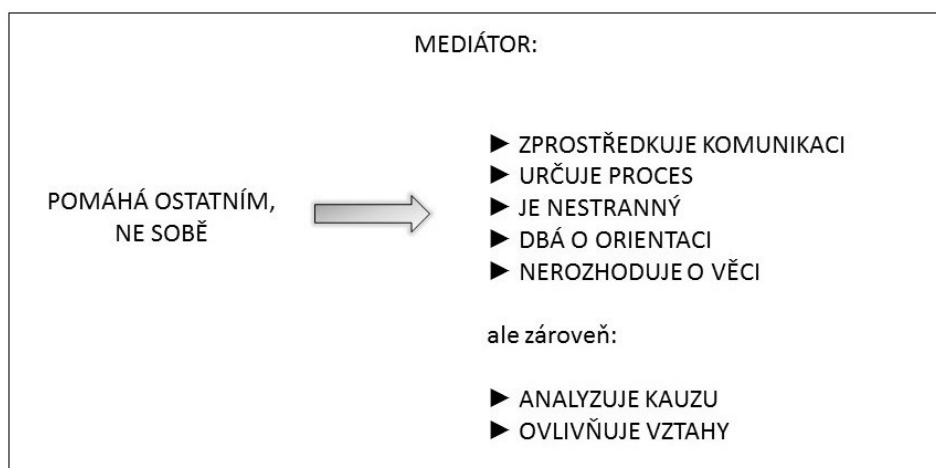 MEDIÁTOR:
POMÁHÁ OSTATNÍM,
NE SOBĚ
► ZPROSTŘEDKUJE KOMUNIKACI
► URČUJE PROCES
► JE NESTRANNÝ
► DBÁ O ORIENTACI
► NEROZHODUJE O VĚCI
ale zároveň:
► ANALYZUJE KAUZU
► OVLIVŇUJE VZTAHY